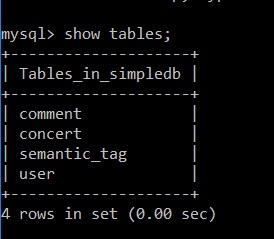 mysql> show tables;
+--------------------+
| Tables_in_simpledb |
+--------------------+
| comment            |
| concert            |
| semantic_tag       |
| user               |
+--------------------+
4 rows in set (0.00 sec)